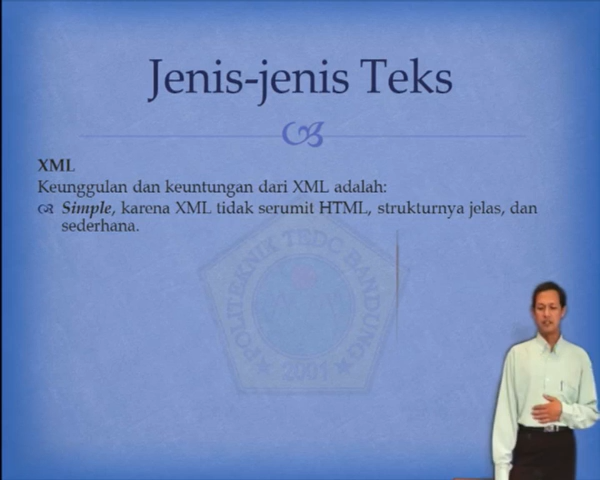 Jenis-jenis Teks
XML
Keunggulan dan keuntungan dari XML adalah:
Simple, karena XML tidak serumit HTML, strukturnya jelas, dan
sederhana.
POLITEKNIK TEDC BANDUNG
2001